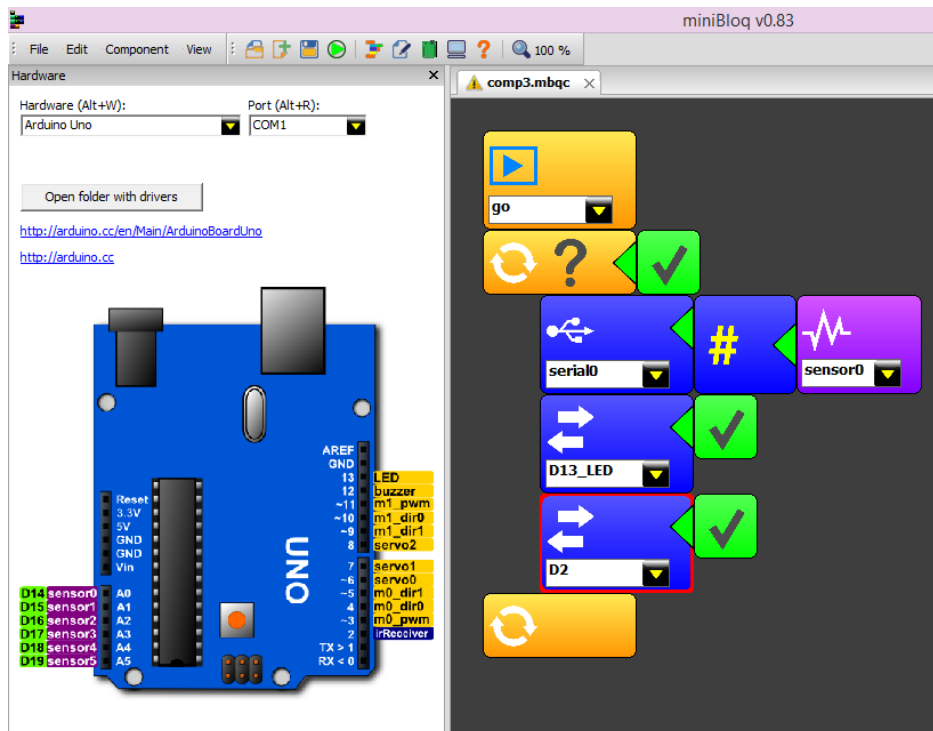 miniBloq v0.83
File Edit Component View 100 %
Hardware
Hardware (Alt+W): Port (Alt+R):
Arduino Uno COM1
Open folder with drivers
http://arduino.cc/en/Main/ArduinoBoardUno
http://arduino.cc
AREF
GND
13 LED
12 buzzer
~11 m1_pwm
~10 m1_dir0
~9 m1_dir1
8 servo2
7 servo1
~6 servo0
~5 m0_dir1
4 m0_dir0
~3 m0_pwm
2 irReceiver
TX > 1
RX < 0
Reset
3.3V
5V
GND
GND
Vin
D14 sensor0 A0
D15 sensor1 A1
D16 sensor2 A2
D17 sensor3 A3
D18 sensor4 A4
D19 sensor5 A5
UNO
comp3.mbqc
go
?
serial0 # sensor0
D13_LED
D2